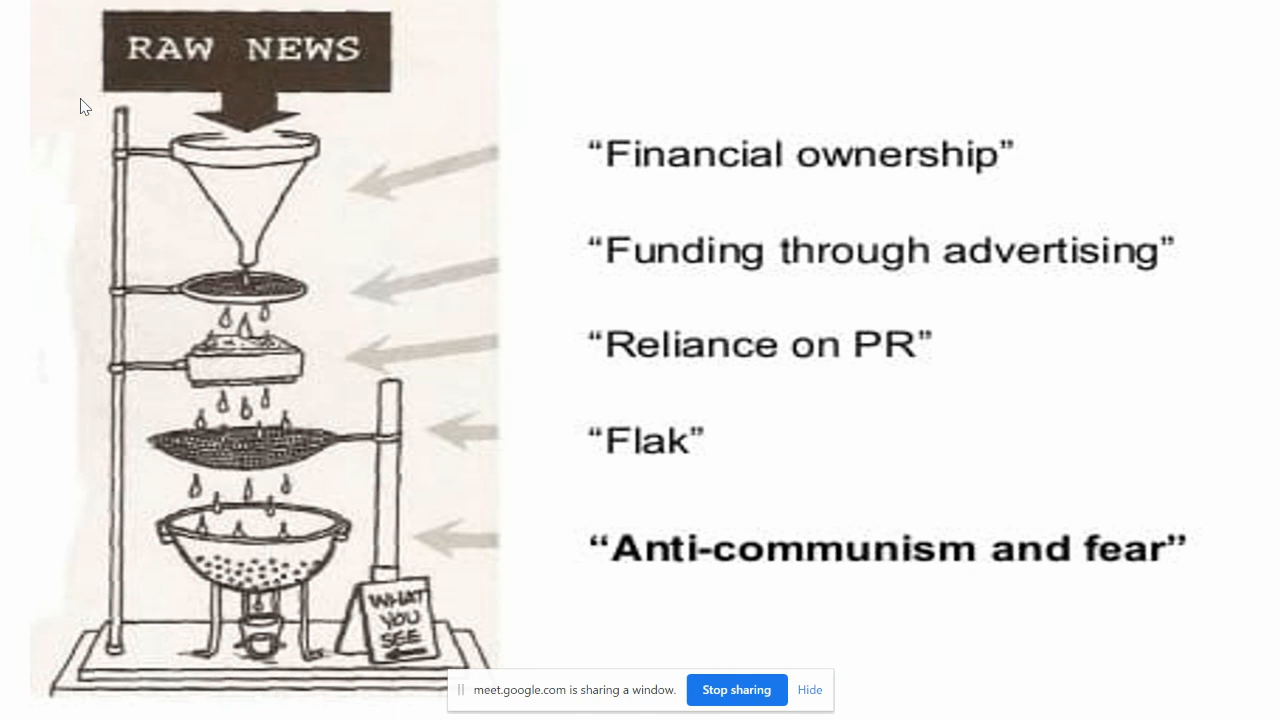 RAW NEWS
“Financial ownership”
“Funding through advertising”
“Reliance on PR”
“Flak”
“Anti-communism and fear”
WHAT
YOU
SEE
meet.google.com is sharing a window.
Stop sharing
Hide